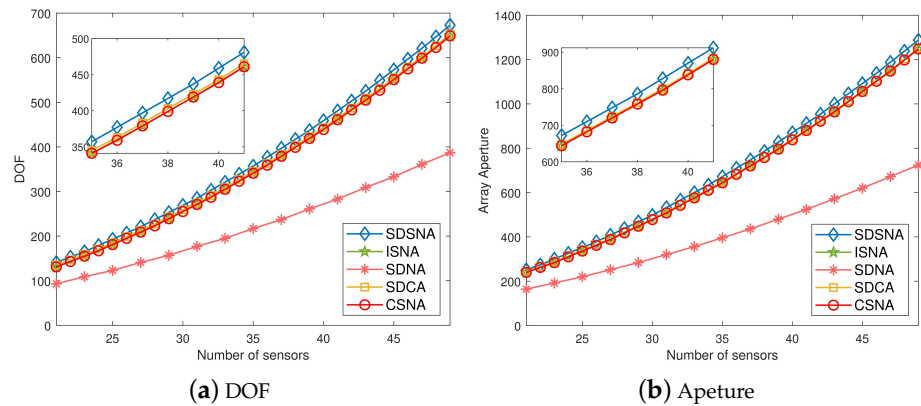 700
600
500
400
300
200
100
0
DOF
25
30
35
40
45
Number of sensors
500
450
400
350
36
38
40
SDSNA
ISNA
SDNA
SDCA
CSNA
(a) DOF
1400
1200
1000
800
600
400
200
0
Array Aperture
25
30
35
40
45
Number of sensors
900
800
700
600
36
38
40
SDSNA
ISNA
SDNA
SDCA
CSNA
(b) Apeture